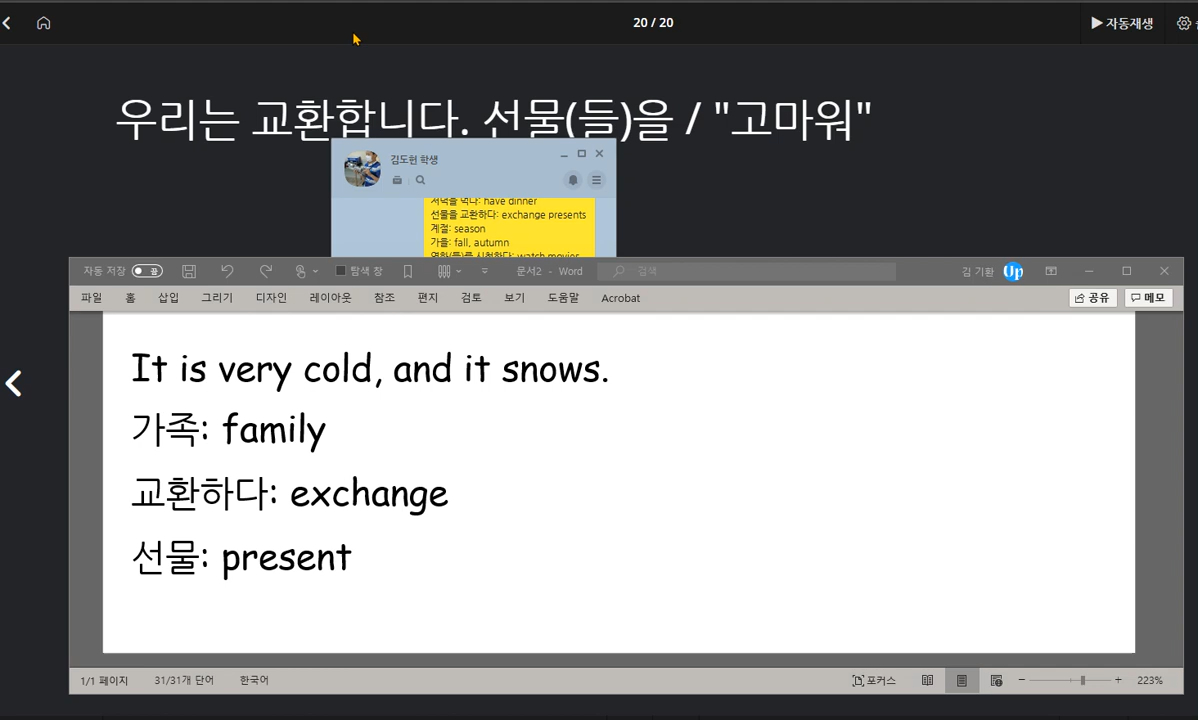 20 / 20
▶ 자동재생
우리는 교환합니다. 선물(들)을 / "고마워"
김도현 학생
저녁을 먹다: have dinner
선물을 교환하다: exchange presents
계절: season
가을: fall, autumn
자동 저장
끔
탐색 창
문서2 - Word
검색
김 기환
Up
파일 홈 삽입 그리기 디자인 레이아웃 참조 편지 검토 보기 도움말 Acrobat
공유
메모
It is very cold, and it snows.
가족: family
교환하다: exchange
선물: present
1/1 페이지
31/31개 단어
한국어
포커스
223%